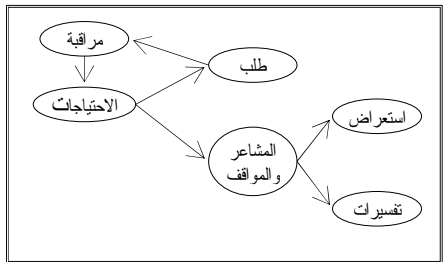 مراقبة
طلب
الاحتياجات
استعراض
المشاعر
والمواقف
تفسيرات